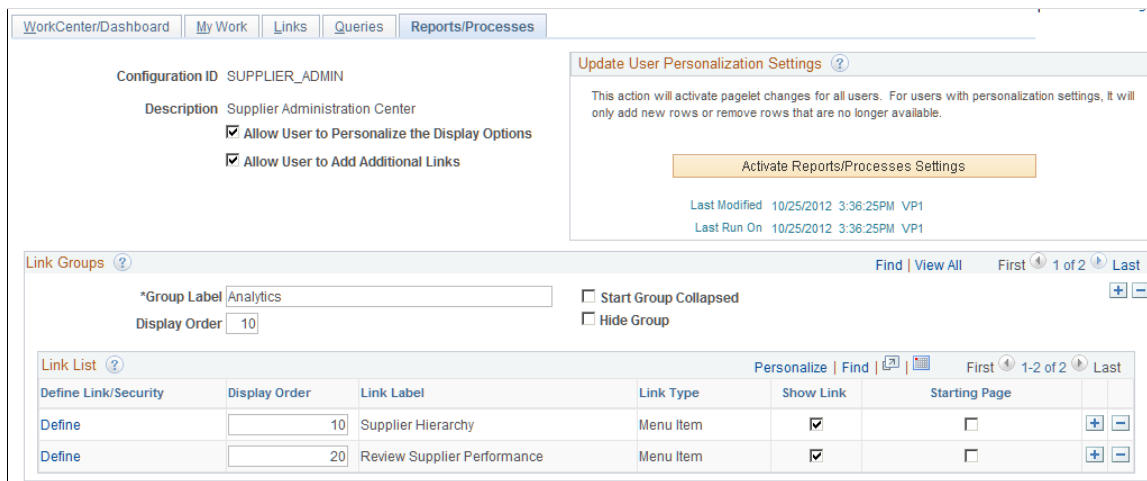 WorkCenter/Dashboard My Work Links Queries Reports/Processes
Configuration ID SUPPLIER_ADMIN
Description Supplier Administration Center
Allow User to Personalize the Display Options
Allow User to Add Additional Links
Update User Personalization Settings ?
This action will activate pagelet changes for all users. For users with personalization settings, It will
only add new rows or remove rows that are no longer available.
Activate Reports/Processes Settings
Last Modified 10/25/2012 3:36:25PM VP1
Last Run On 10/25/2012 3:36:25PM VP1
Link Groups ? Find | View All First 1 of 2 Last
*Group Label Analytics Start Group Collapsed
Display Order 10 Hide Group
Link List ? Personalize | Find | | First 1-2 of 2 Last
Define Link/Security Display Order Link Label Link Type Show Link Starting Page
Define 10 Supplier Hierarchy Menu Item
Define 20 Review Supplier Performance Menu Item